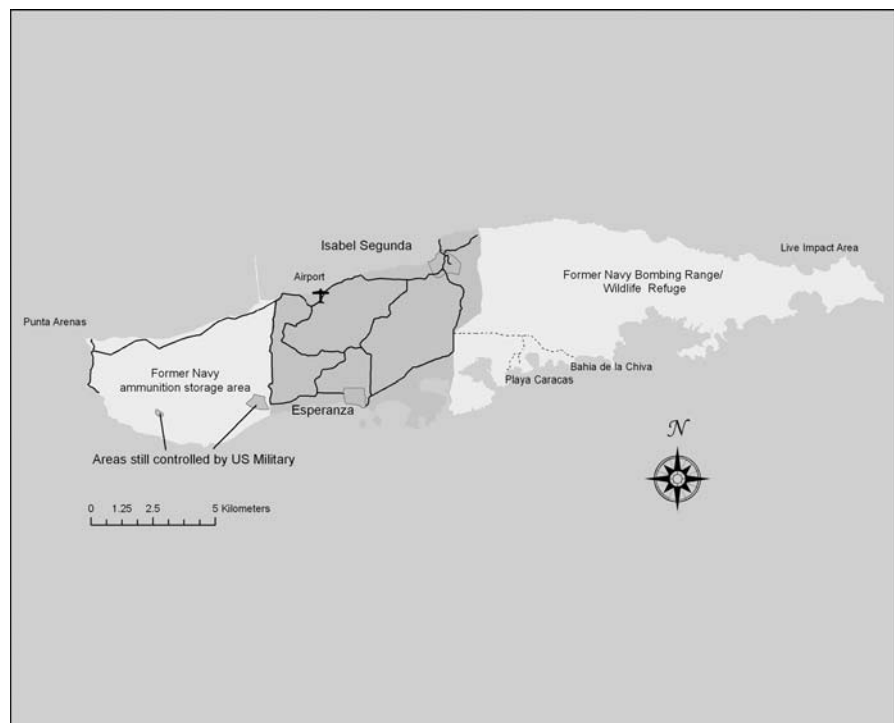 Isabel Segunda
Live Impact Area
Airport
Former Navy Bombing Range/
Wildlife Refuge
Punta Arenas
Former Navy
ammunition storage area
Bahia de la Chiva
Playa Caracas
Esperanza
Areas still controlled by US Military
N
0 1.25 2.5 5 Kilometers